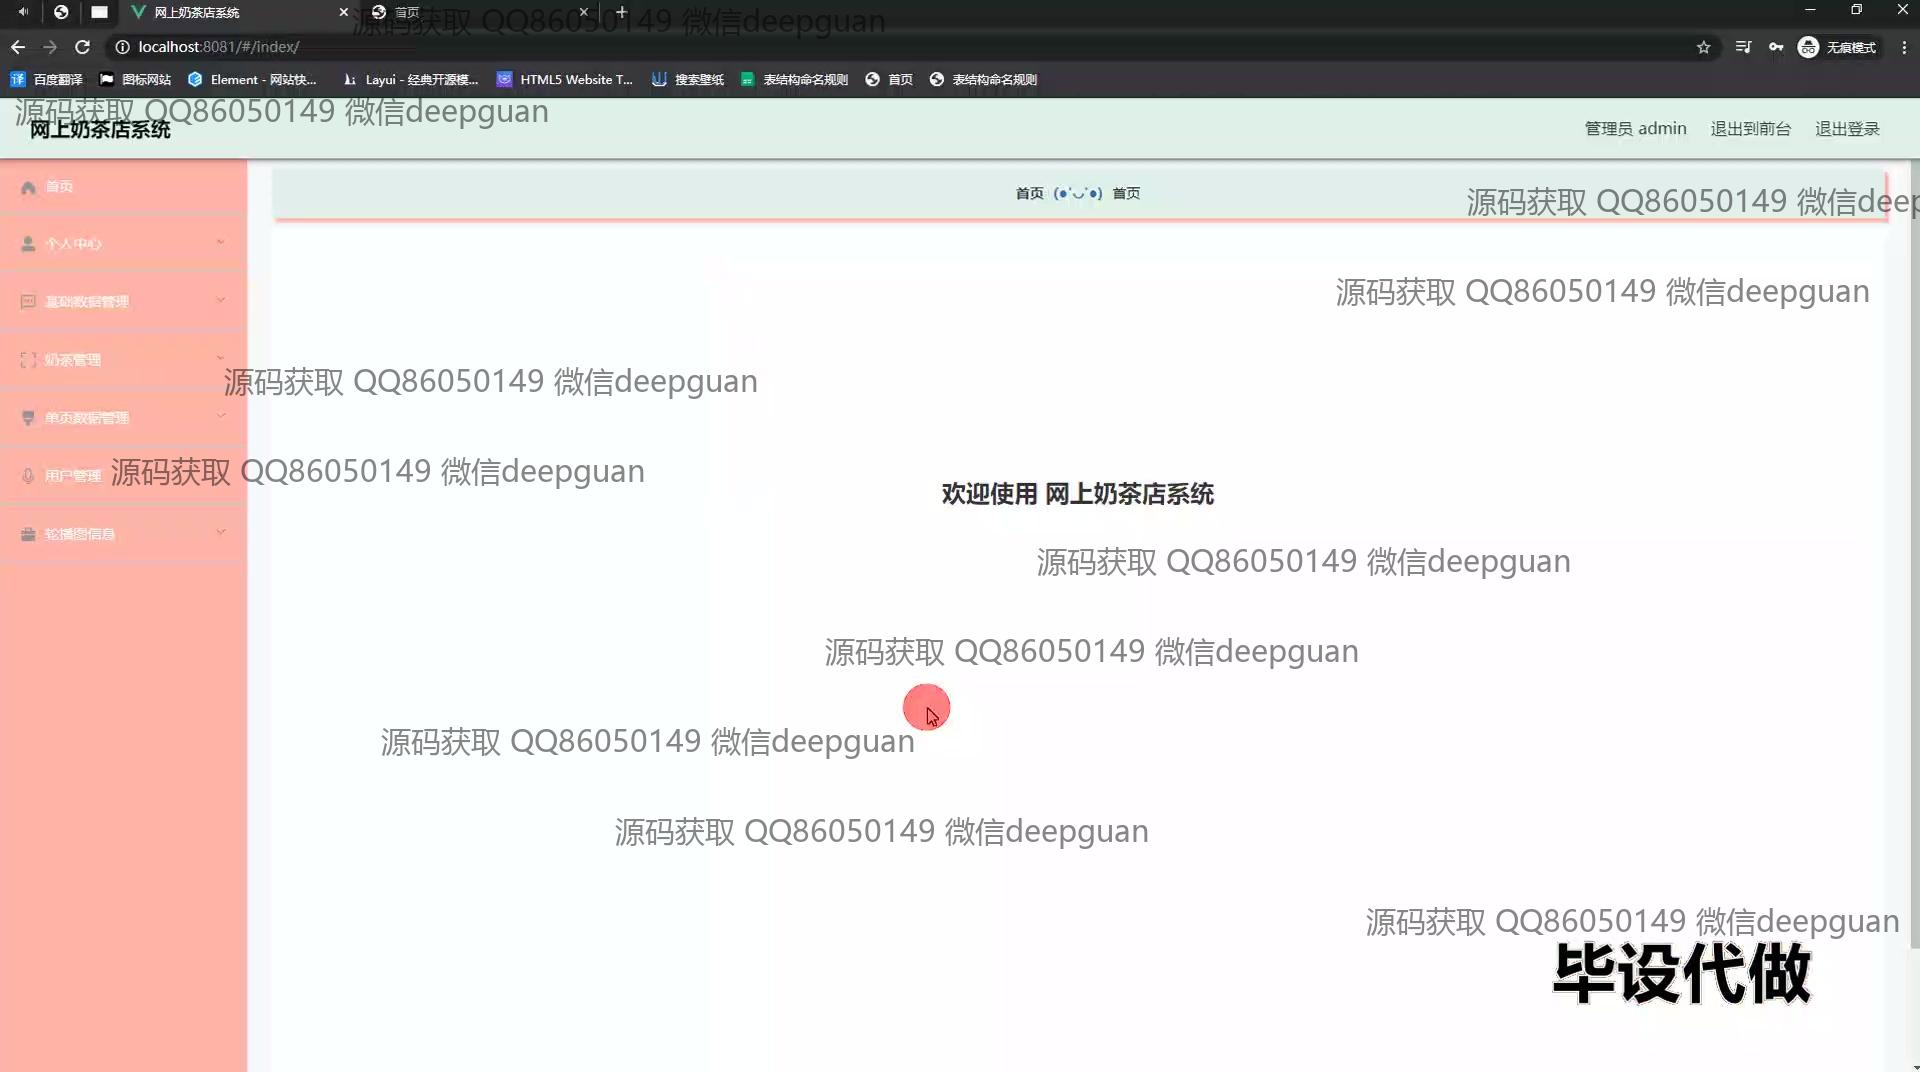 网上奶茶店系统
首页
源码获取 QQ86050149 微信deepguan
localhost:8081/#/index/
无痕模式
百度翻译
图标网站
Element - 网站快...
Layui - 经典开源模...
HTML5 Website T...
搜索壁纸
表结构命名规则
首页
表结构命名规则
源码获取 QQ86050149 微信deepguan
网上奶茶店系统
管理员 admin
退出到前台
退出登录
首页
首页 (●'◡'●) 首页
源码获取 QQ86050149 微信deep
个人中心
基础数据管理
源码获取 QQ86050149 微信deepguan
奶茶管理
源码获取 QQ86050149 微信deepguan
单页数据管理
用户管理
源码获取 QQ86050149 微信deepguan
欢迎使用 网上奶茶店系统
轮播图信息
源码获取 QQ86050149 微信deepguan
源码获取 QQ86050149 微信deepguan
源码获取 QQ86050149 微信deepguan
源码获取 QQ86050149 微信deepguan
源码获取 QQ86050149 微信deepguan
毕设代做